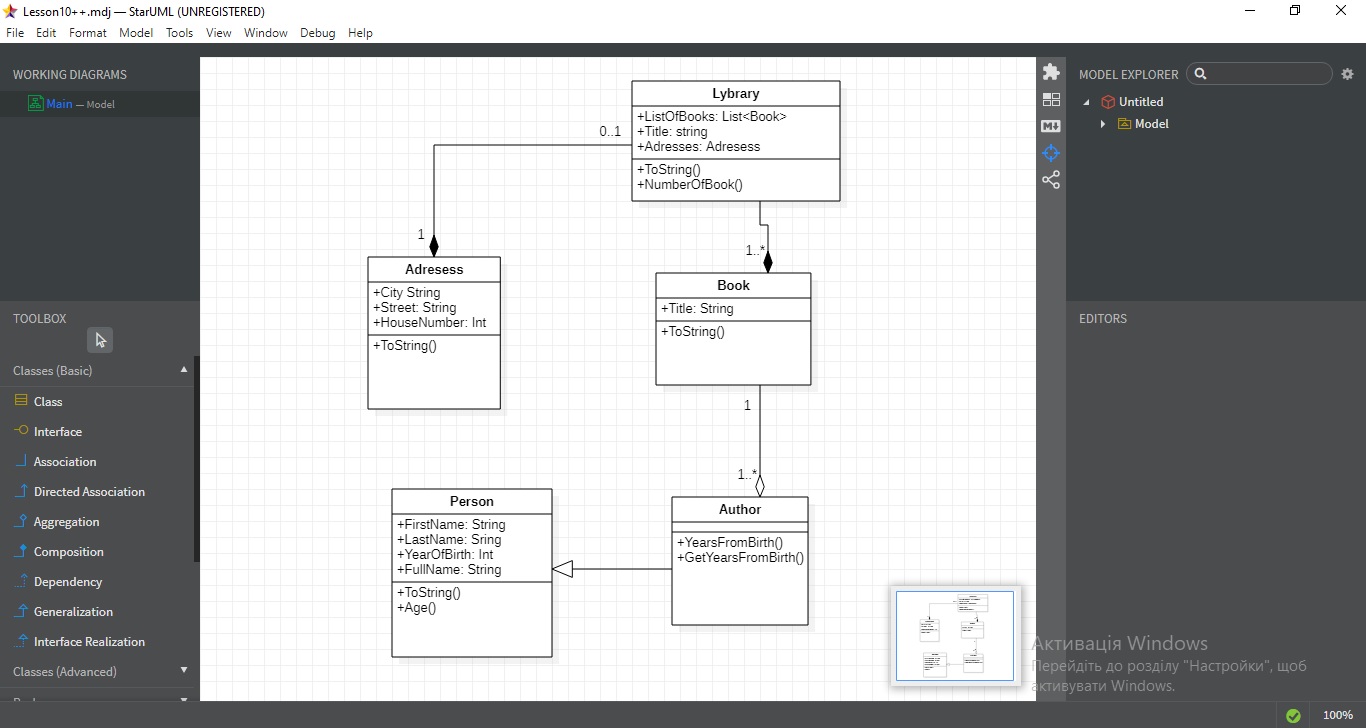 Lesson10++.mdj — StarUML (UNREGISTERED)
File Edit Format Model Tools View Window Debug Help
WORKING DIAGRAMS
Main — Model
TOOLBOX
Classes (Basic)
Class
Interface
Association
Directed Association
Aggregation
Composition
Dependency
Generalization
Interface Realization
Classes (Advanced)
Lybrary
+ListOfBooks: List<Book>
+Title: string
+Adresses: Adresess
+ToString()
+NumberOfBook()
0..1
1
1..*
Adresess
+City String
+Street: String
+HouseNumber: Int
+ToString()
Book
+Title: String
+ToString()
1
1..*
Person
+FirstName: String
+LastName: Sring
+YearOfBirth: Int
+FullName: String
+ToString()
+Age()
Author
+YearsFromBirth()
+GetYearsFromBirth()
MODEL EXPLORER
Untitled
Model
EDITORS
Активація Windows
Перейдіть до розділу "Настройки", щоб
активувати Windows.
100%